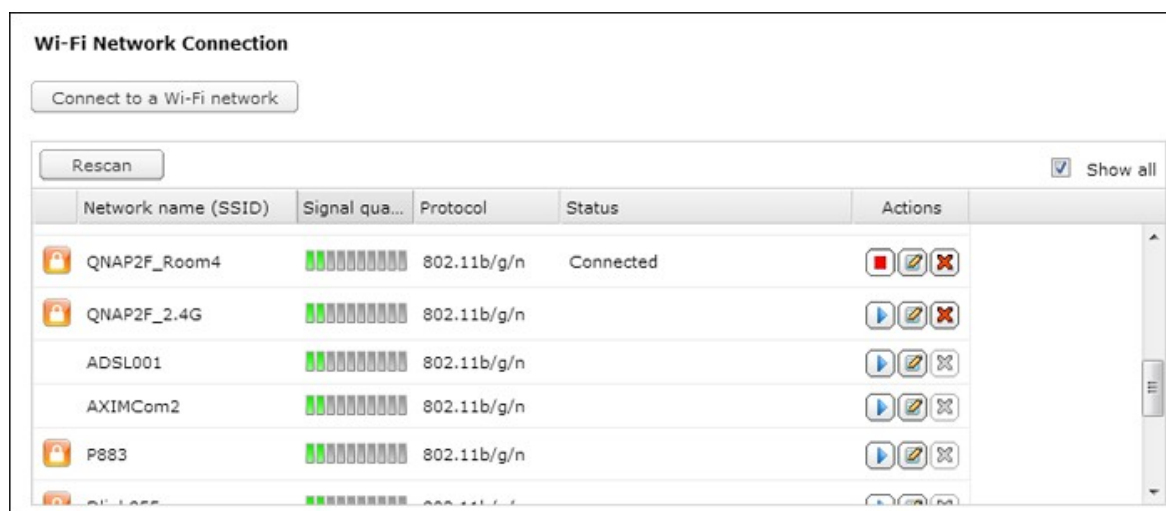 Wi-Fi Network Connection
Connect to a Wi-Fi network
Rescan Show all
Network name (SSID) Signal qua... Protocol Status Actions
QNAP2F_Room4 802.11b/g/n Connected
QNAP2F_2.4G 802.11b/g/n
ADSL001 802.11b/g/n
AXIMCom2 802.11b/g/n
P883 802.11b/g/n